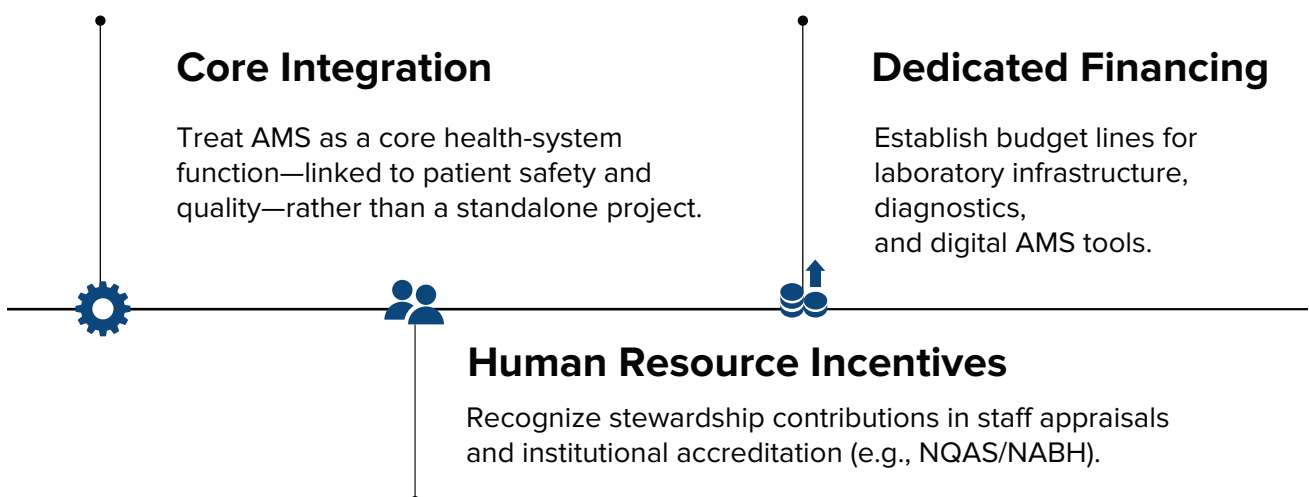 Core Integration
Treat AMS as a core health-system
function—linked to patient safety and
quality—rather than a standalone project.
Human Resource Incentives
Recognize stewardship contributions in staff appraisals
and institutional accreditation (e.g., NQAS/NABH).
Dedicated Financing
Establish budget lines for
laboratory infrastructure,
diagnostics,
and digital AMS tools.